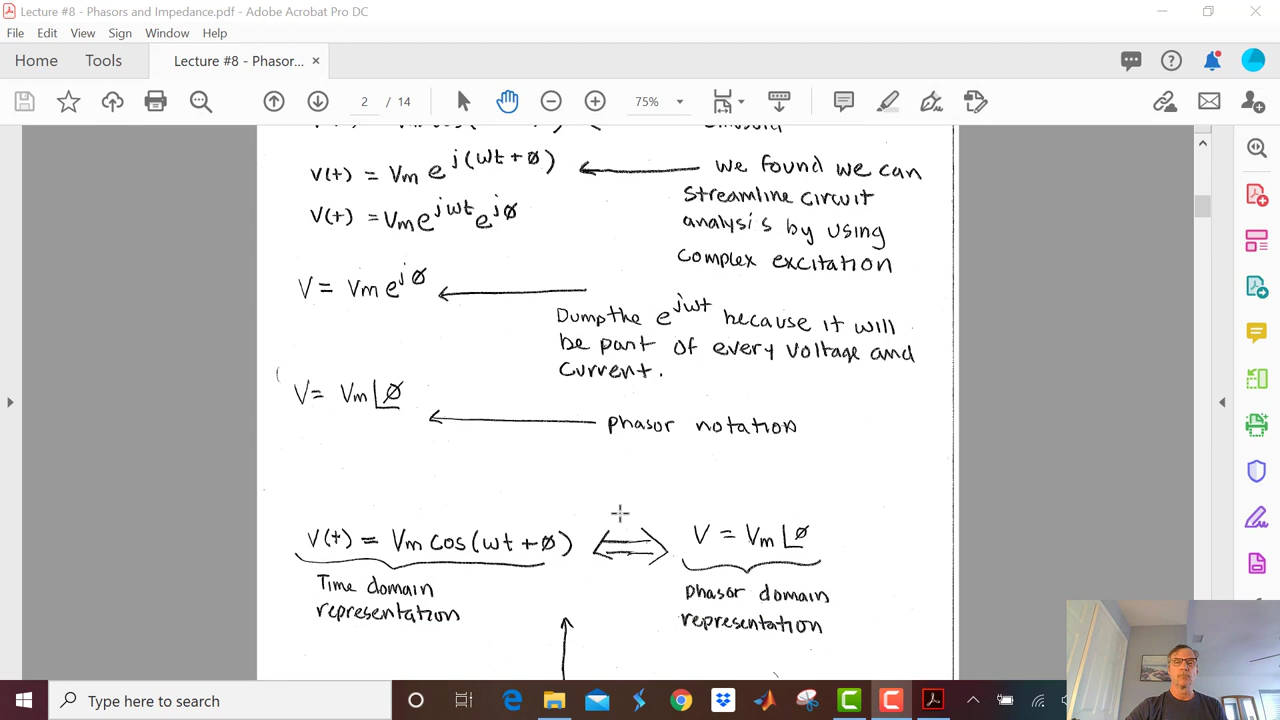 Lecture #8 - Phasors and Impedance.pdf - Adobe Acrobat Pro DC
File Edit View Sign Window Help
Home Tools Lecture #8 - Phasor... ×
2 / 14 75%
v(t) = Vm e^j(ωt + ø) we found we can
streamline circuit
v(t) = Vm e^jωt e^jø analysis by using
complex excitation
V = Vm e^jø
Dump the e^jωt because it will
be part of every voltage and
current.
V = Vm∠ø
phasor notation
v(t) = Vm cos(ωt + ø) ⇔ V = Vm∠ø
Time domain phasor domain
representation representation
Type here to search